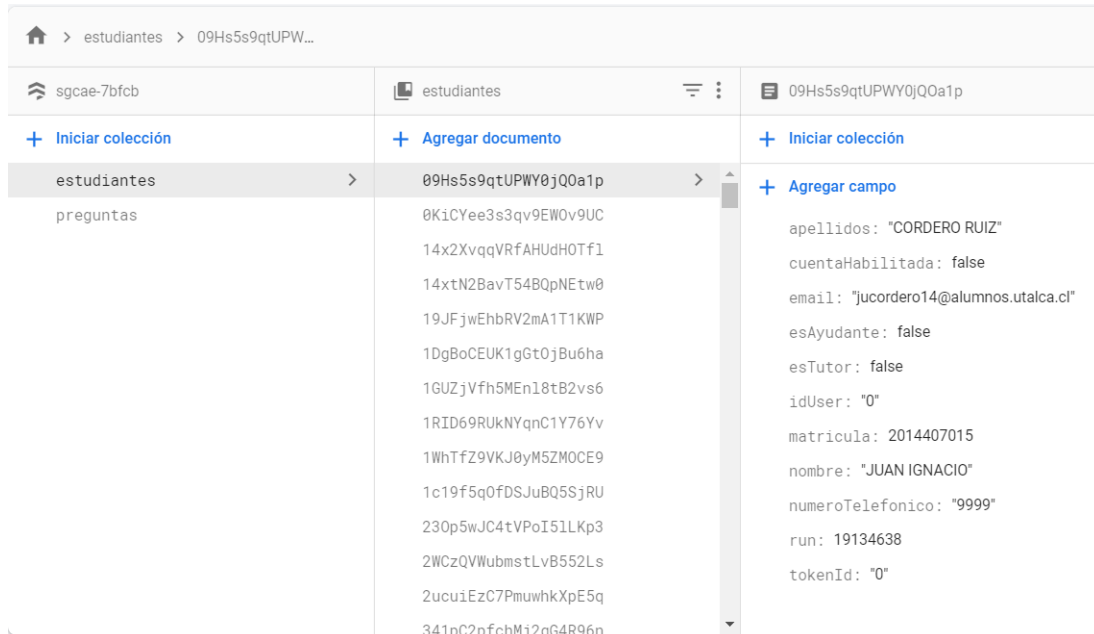 estudiantes > 09Hs5s9qtUPW...
sgcae-7bfcb
Iniciar colección
estudiantes
preguntas
estudiantes
Agregar documento
09Hs5s9qtUPWY0jQOa1p
0KiCYee3s3qv9EWOv9UC
14x2XvqqVRfAHUdHOTfl
14xtN2BavT54BQpNEtw0
19JFjwEhbRV2mA1T1KWP
1DgBoCEUK1gGtOjBu6ha
1GUZjVfh5MEnl8tB2vs6
1RID69RUkNYqnC1Y76Yv
1WhTfZ9VKJ0yM5ZMOCE9
1c19f5qOfDSJuBQ5SjRU
23Op5wJC4tVPoI5lLKp3
2WCzQVWubmstLvB552Ls
2ucuiEzC7PmuwhkXpE5q
09Hs5s9qtUPWY0jQOa1p
Iniciar colección
Agregar campo
apellidos: "CORDERO RUIZ"
cuentaHabilitada: false
email: "jucordero14@alumnos.utalca.cl"
esAyudante: false
esTutor: false
idUser: "0"
matricula: 2014407015
nombre: "JUAN IGNACIO"
numeroTelefonico: "9999"
run: 19134638
tokenId: "0"